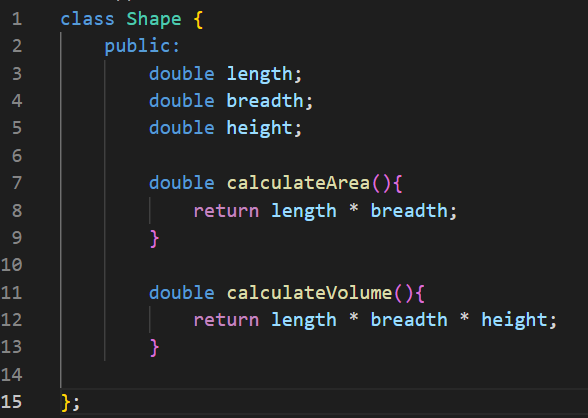 1 class Shape {
2 public:
3 double length;
4 double breadth;
5 double height;
6
7 double calculateArea(){
8 return length * breadth;
9 }
10
11 double calculateVolume(){
12 return length * breadth * height;
13 }
14
15 };